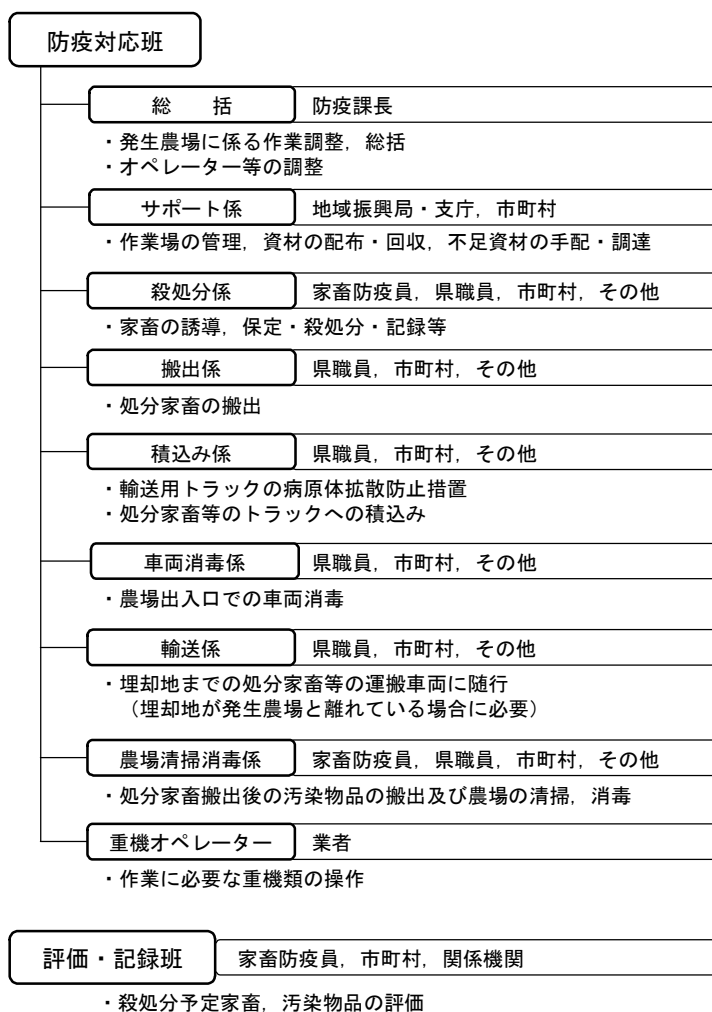 防疫対応班
総　　括　防疫課長
・発生農場に係る作業調整，総括
・オペレーター等の調整
サポート係　地域振興局・支庁，市町村
・作業場の管理，資材の配布・回収，不足資材の手配・調達
殺処分係　家畜防疫員，県職員，市町村，その他
・家畜の誘導，保定・殺処分・記録等
搬出係　県職員，市町村，その他
・処分家畜の搬出
積込み係　県職員，市町村，その他
・輸送用トラックの病原体拡散防止措置
・処分家畜等のトラックへの積込み
車両消毒係　県職員，市町村，その他
・農場出入口での車両消毒
輸送係　県職員，市町村，その他
・埋却地までの処分家畜等の運搬車両に随行
（埋却地が発生農場と離れている場合に必要）
農場清掃消毒係　家畜防疫員，県職員，市町村，その他
・処分家畜搬出後の汚染物品の搬出及び農場の清掃，消毒
重機オペレーター　業者
・作業に必要な重機類の操作
評価・記録班　家畜防疫員，市町村，関係機関
・殺処分予定家畜，汚染物品の評価